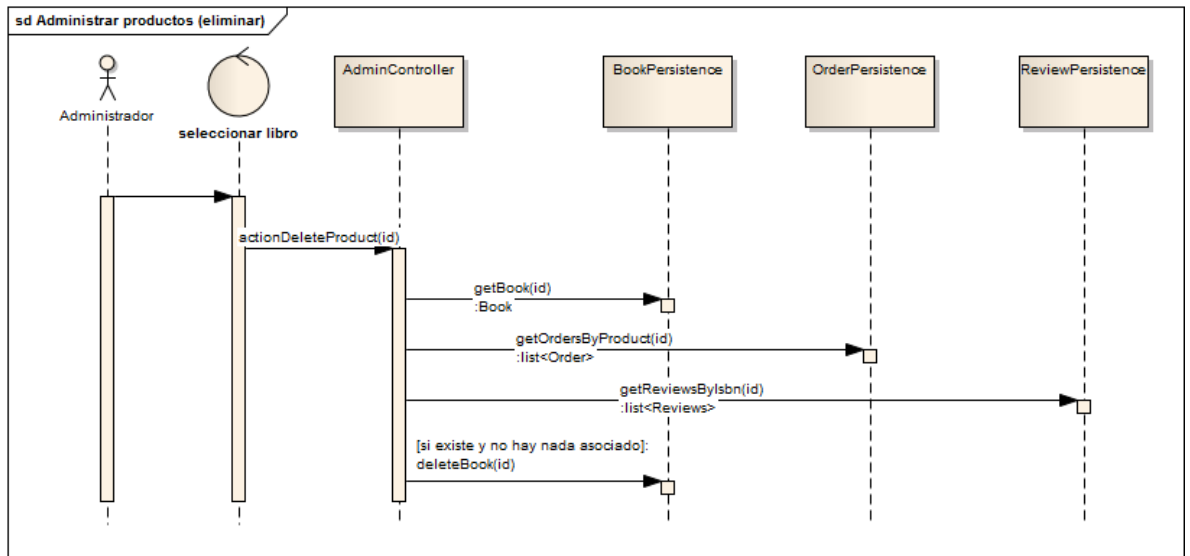 sd Administrar productos (eliminar)
Administrador
seleccionar libro
AdminController
BookPersistence
OrderPersistence
ReviewPersistence
actionDeleteProduct(id)
getBook(id)
:Book
getOrdersByProduct(id)
:list<Order>
getReviewsByIsbn(id)
:list<Reviews>
[si existe y no hay nada asociado]:
deleteBook(id)